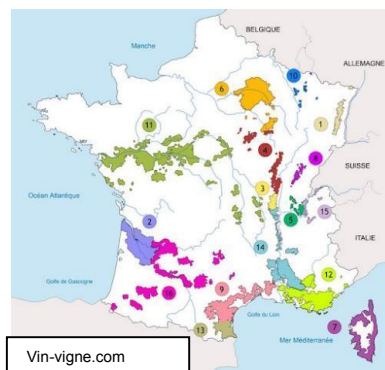 BELGIQUE
Manche
ALLEMAGNE
10
6
1
11
4
8
SUISSE
Océan Atlantique
3
5
15
2
ITALIE
14
12
Golfe de Gascogne
16
9
Golfe du Lion
7
13
Mer Méditerranée
Vin-vigne.com